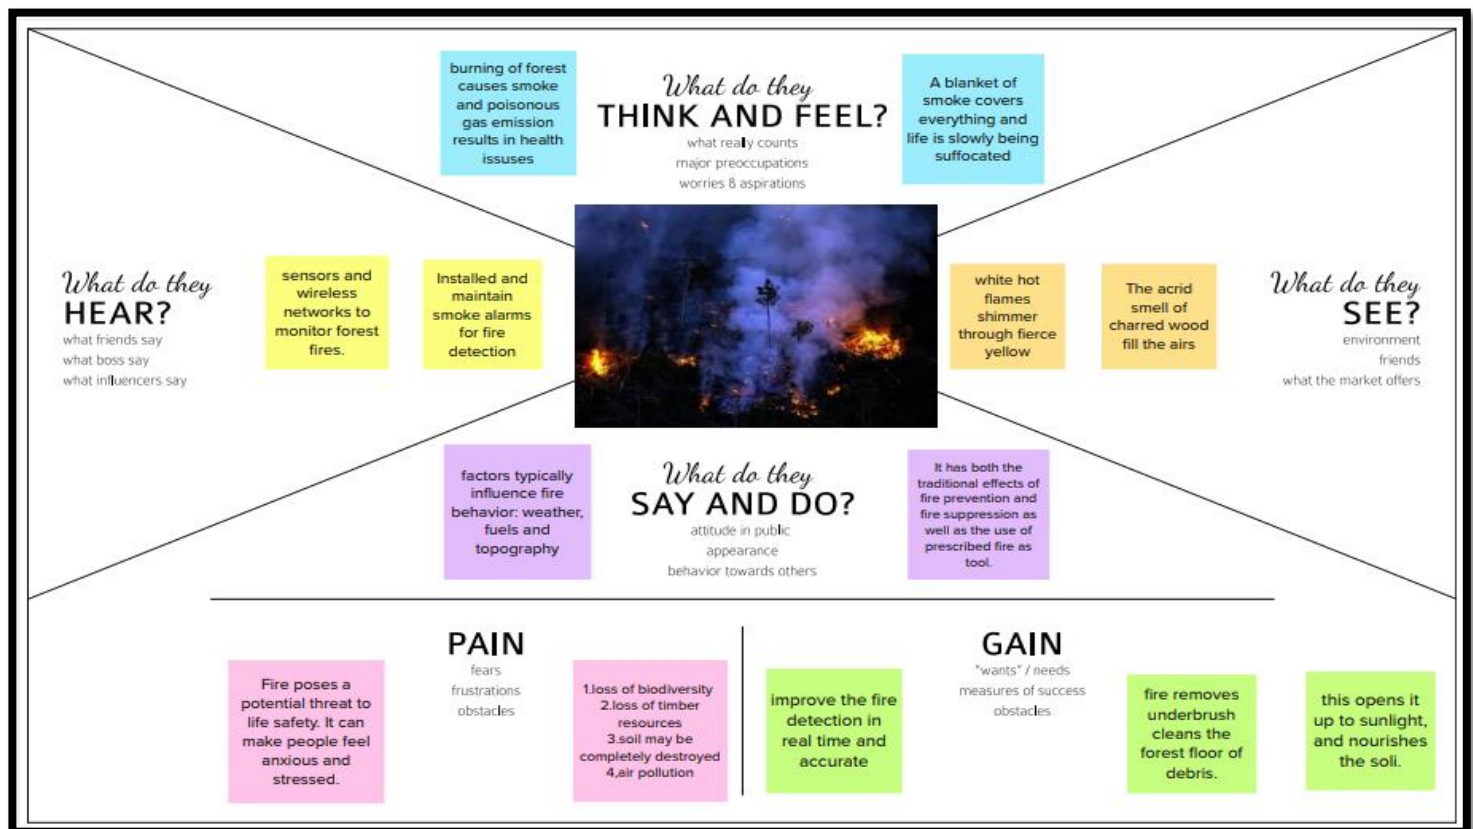 burning of forest
causes smoke
and poisonous
gas emission
results in health
issuses
What do they
THINK AND FEEL?
what really counts
major preoccupations
worries & aspirations
A blanket of
smoke covers
everything and
life is slowly being
suffocated
What do they
HEAR?
what friends say
what boss say
what influencers say
sensors and
wireless
networks to
monitor forest
fires.
Installed and
maintain
smoke alarms
for fire
detection
white hot
flames
shimmer
through fierce
yellow
The acrid
smell of
charred wood
fill the airs
What do they
SEE?
environment
friends
what the market offers
factors typically
influence fire
behavior: weather,
fuels and
topography
What do they
SAY AND DO?
attitude in public
appearance
behavior towards others
It has both the
traditional effects of
fire prevention and
fire suppression as
well as the use of
prescribed fire as
tool.
PAIN
fears
frustrations
obstacles
Fire poses a
potential threat to
life safety. It can
make people feel
anxious and
stressed.
1.loss of biodiversity
2.loss of timber
resources
3.soil may be
completely destroyed
4,air pollution
GAIN
"wants" / needs
measures of success
obstacles
improve the fire
detection in
real time and
accurate
fire removes
underbrush
cleans the
forest floor of
debris.
this opens it
up to sunlight,
and nourishes
the soli.